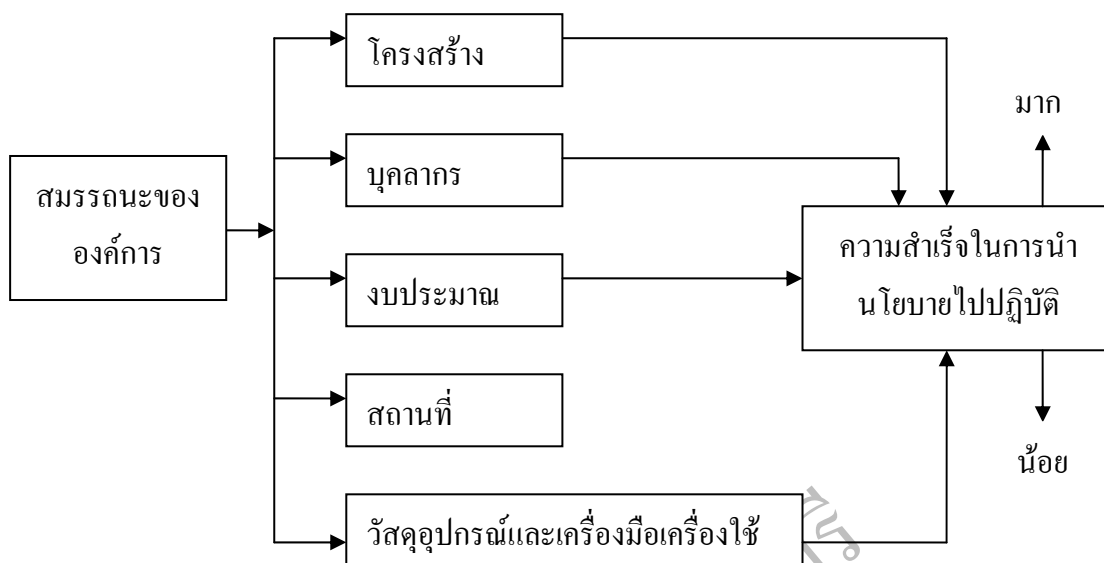 โครงสร้าง
มาก
บุคลากร
สมรรถนะของ
องค์การ
ความสำเร็จในการนำ
นโยบายไปปฏิบัติ
งบประมาณ
สถานที่
น้อย
วัสดุอุปกรณ์และเครื่องมือเครื่องใช้